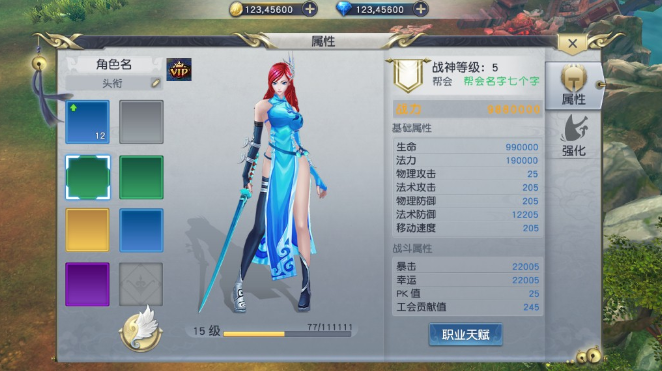 123,45600
123,45600
属性
角色名
VIP
头衔
12
战神等级: 5
帮会 帮会名字七个字
战力
基础属性
生命 990000
法力 190000
物理攻击 25
法术攻击 205
物理防御 205
法术防御 12205
移动速度 205
战斗属性
暴击 22005
幸运 22005
PK 值 25
工会贡献值 245
15 级
77/111111
职业天赋
属性
强化